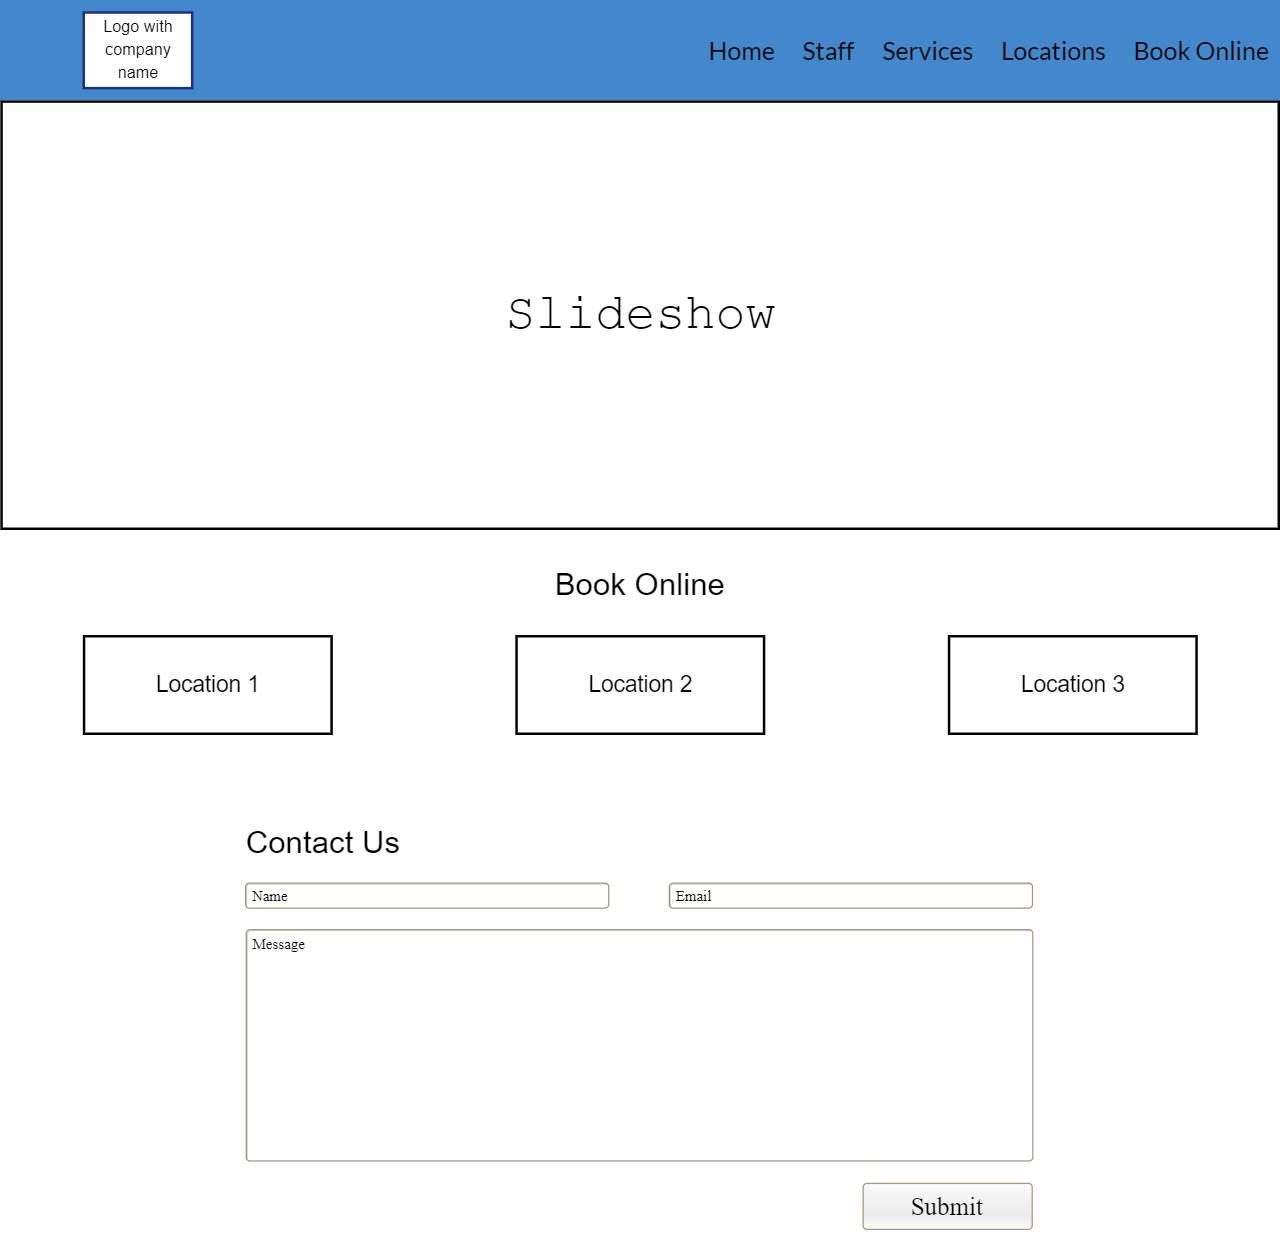 Logo with
company
name
Home Staff Services Locations Book Online
Slideshow
Book Online
Location 1 Location 2 Location 3
Contact Us
Name Email
Message
Submit